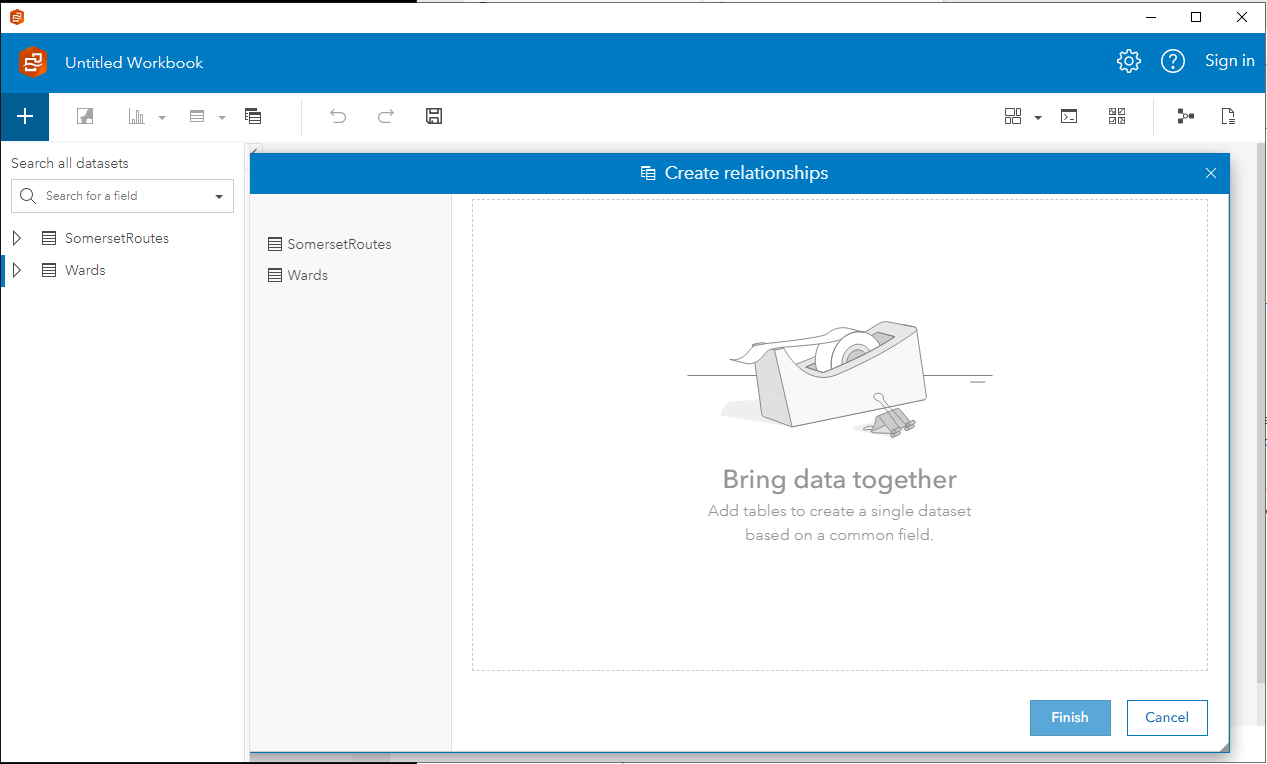 Untitled Workbook
Sign in
Search all datasets
Search for a field
SomersetRoutes
Wards
Create relationships
SomersetRoutes
Wards
Bring data together
Add tables to create a single dataset
based on a common field.
Finish
Cancel